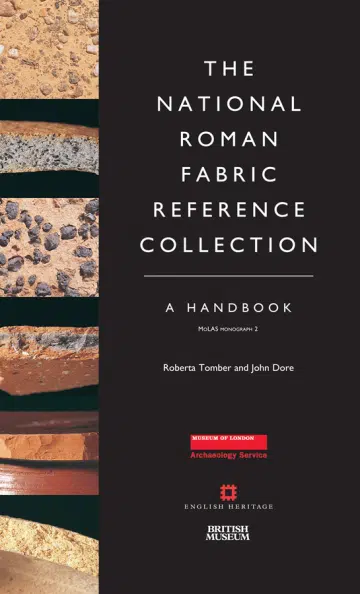 THE
NATIONAL
ROMAN
FABRIC
REFERENCE
COLLECTION
A HANDBOOK
MoLAS MONOGRAPH 2
Roberta Tomber and John Dore
MUSEUM OF LONDON
Archaeology Service
ENGLISH HERITAGE
BRITISH
MUSEUM